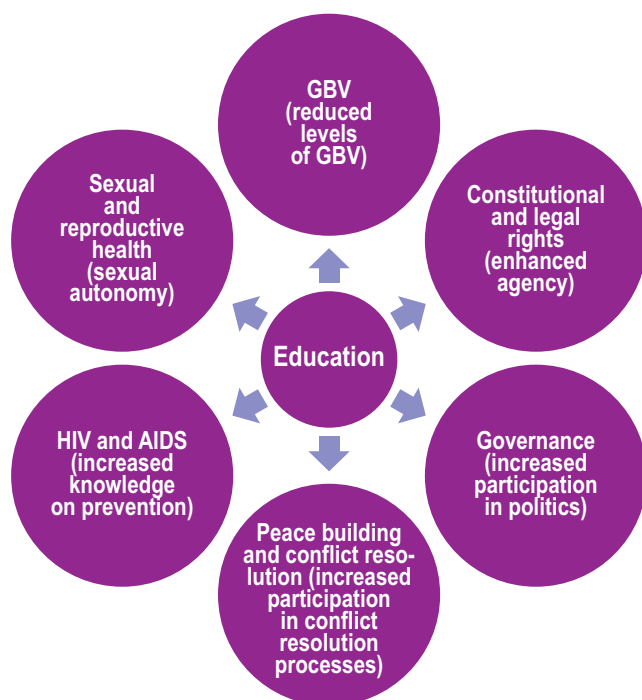 GBV
(reduced
levels
of GBV)
Sexual
and
reproductive
health
(sexual
autonomy)
Constitutional
and legal
rights
(enhanced
agency)
Education
HIV and AIDS
(increased
knowledge
on prevention)
Governance
(increased
participation
in politics)
Peace building
and conflict reso-
lution (increased
participation
in conflict
resolution
processes)